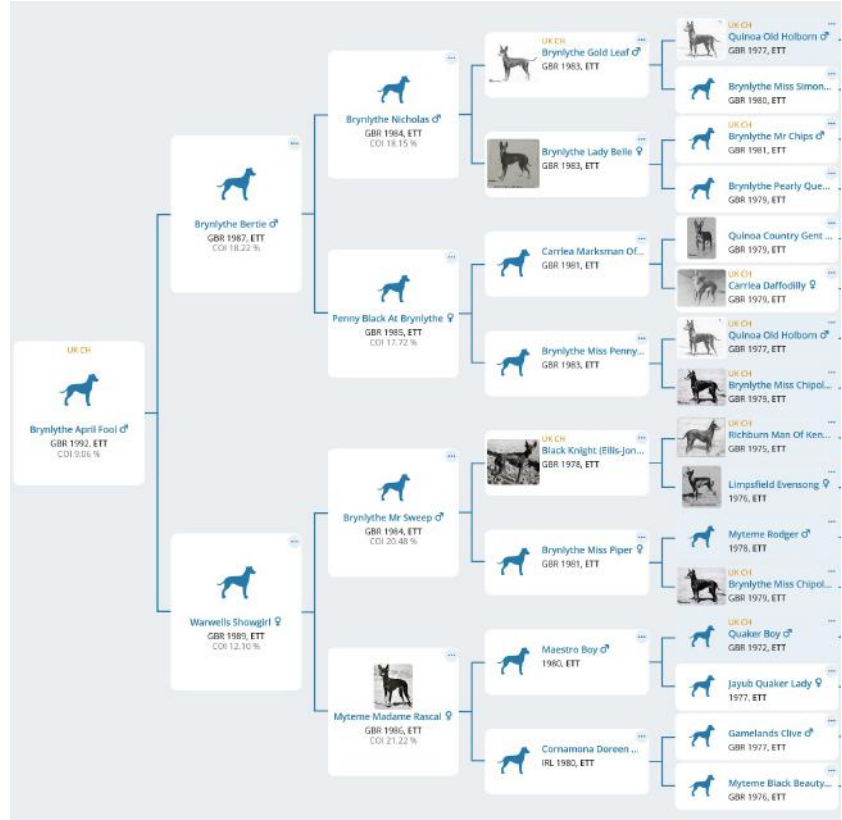 UK CH
Brynlythe April Fool ♂
GBR 1992, ETT
COI 9.06 %
Brynlythe Bertie ♂
GBR 1987, ETT
COI 18.22 %
Warwells Showgirl ♀
GBR 1989, ETT
COI 12.10 %
Brynlythe Nicholas ♂
GBR 1984, ETT
COI 18.15 %
Penny Black At Brynlythe ♀
GBR 1985, ETT
COI 17.72 %
Brynlythe Mr Sweep ♂
GBR 1984, ETT
COI 20.48 %
Myteme Madame Rascal ♀
GBR 1986, ETT
COI 21.22 %
UK CH
Brynlythe Gold Leaf ♂
GBR 1983, ETT
Brynlythe Lady Belle ♀
GBR 1983, ETT
Carrlea Marksman Of...
GBR 1981, ETT
Brynlythe Miss Penny...
GBR 1983, ETT
UK CH
Black Knight (Ellis-Jon...
GBR 1978, ETT
Brynlythe Miss Piper ♀
GBR 1981, ETT
Maestro Boy ♂
1980, ETT
Cornamona Doreen ...
IRL 1980, ETT
UK CH
Quinoa Old Holborn ♂
GBR 1977, ETT
Brynlythe Miss Simon...
GBR 1980, ETT
UK CH
Brynlythe Mr Chips ♂
GBR 1981, ETT
Brynlythe Pearly Que...
GBR 1979, ETT
Quinoa Country Gent ...
GBR 1979, ETT
UK CH
Carrlea Daffodilly ♀
GBR 1979, ETT
UK CH
Quinoa Old Holborn ♂
GBR 1977, ETT
UK CH
Brynlythe Miss Chipol...
GBR 1979, ETT
UK CH
Richburn Man Of Ken...
GBR 1975, ETT
Limpsfield Evensong ♀
1976, ETT
Myteme Rodger ♂
1978, ETT
UK CH
Brynlythe Miss Chipol...
GBR 1979, ETT
UK CH
Quaker Boy ♂
GBR 1972, ETT
Jayub Quaker Lady ♀
1977, ETT
Gamelands Clive ♂
GBR 1977, ETT
Myteme Black Beauty...
GBR 1976, ETT